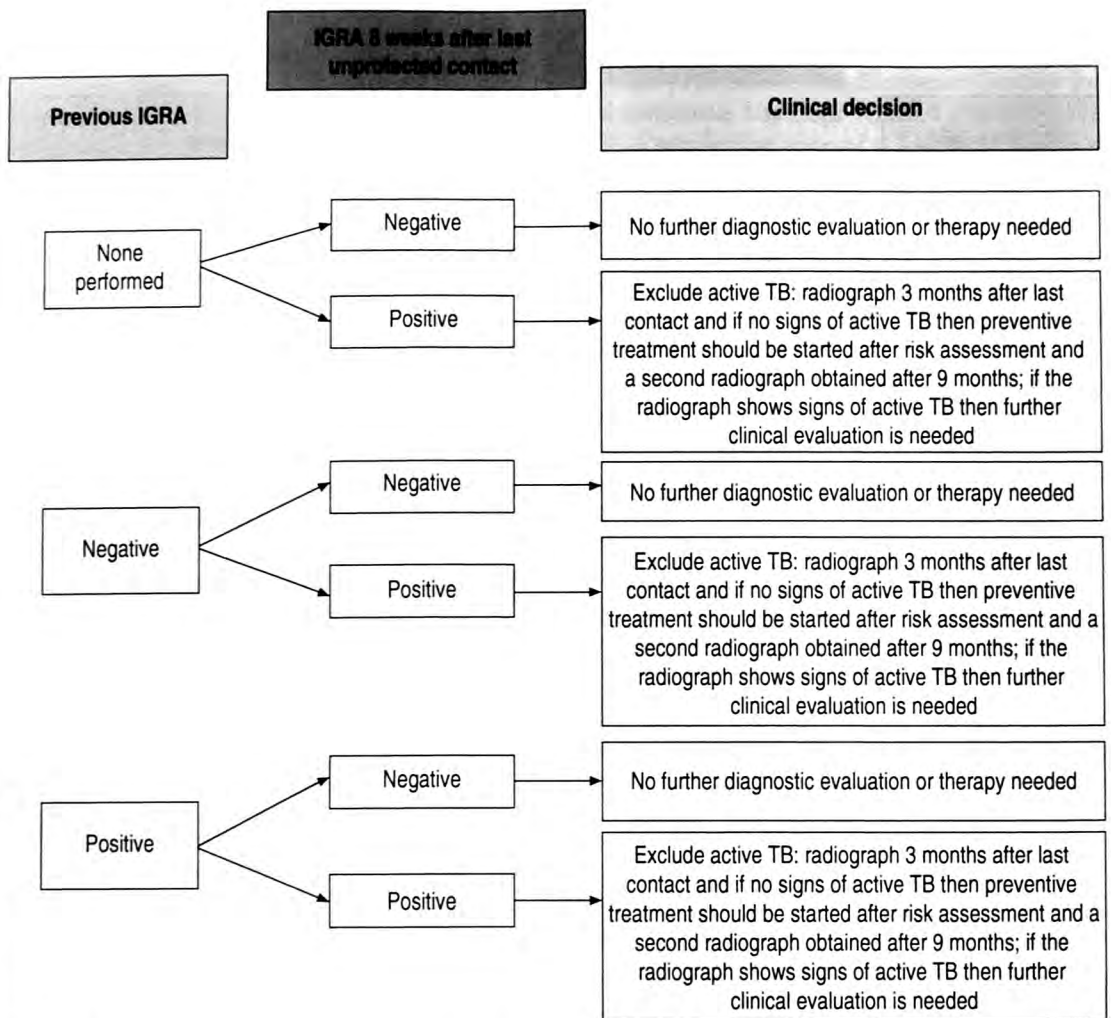 IGRA 8 weeks after last
unprotected contact
Previous IGRA
Clinical decision
None
performed
Negative
No further diagnostic evaluation or therapy needed
Positive
Exclude active TB: radiograph 3 months after last
contact and if no signs of active TB then preventive
treatment should be started after risk assessment and
a second radiograph obtained after 9 months; if the
radiograph shows signs of active TB then further
clinical evaluation is needed
Negative
Negative
No further diagnostic evaluation or therapy needed
Positive
Exclude active TB: radiograph 3 months after last
contact and if no signs of active TB then preventive
treatment should be started after risk assessment and a
second radiograph obtained after 9 months; if the
radiograph shows signs of active TB then further
clinical evaluation is needed
Positive
Negative
No further diagnostic evaluation or therapy needed
Positive
Exclude active TB: radiograph 3 months after last
contact and if no signs of active TB then preventive
treatment should be started after risk assessment and a
second radiograph obtained after 9 months; if the
radiograph shows signs of active TB then further
clinical evaluation is needed